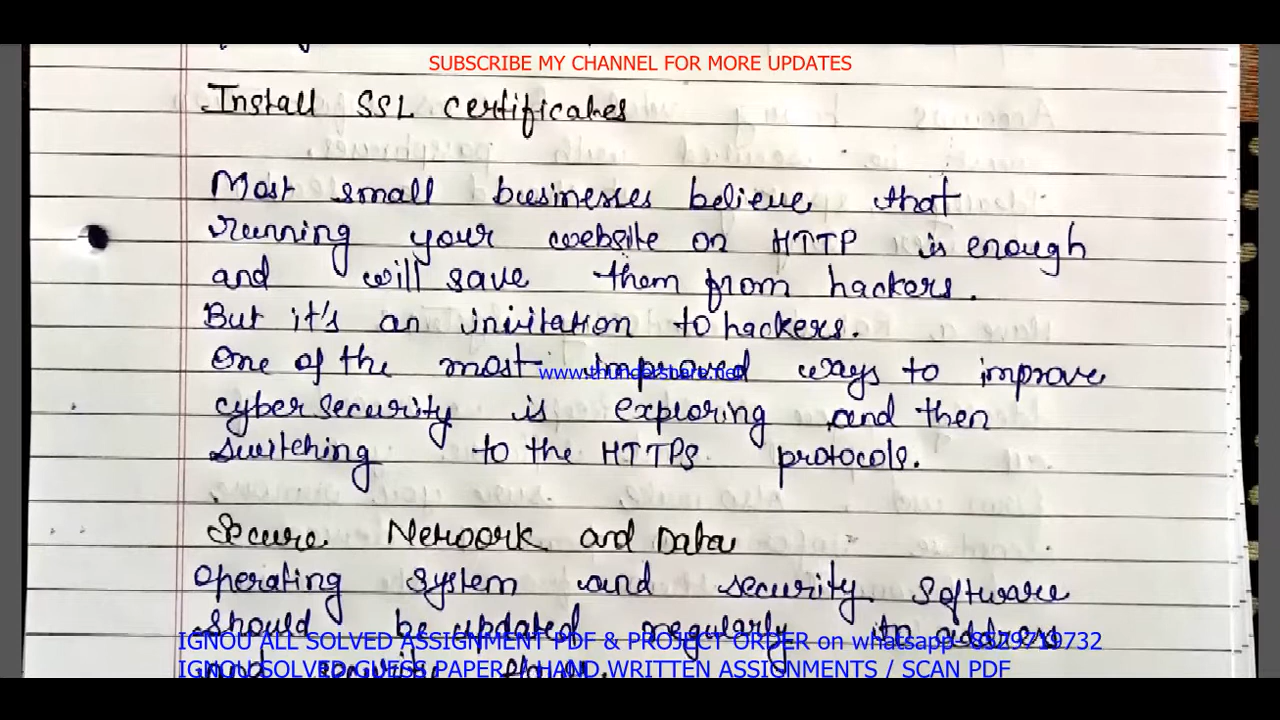 SUBSCRIBE MY CHANNEL FOR MORE UPDATES
Install SSL certificates
Most small businesses believe that
running your website on HTTP is enough
and will save them from hackers.
But it's an invitation to hackers.
One of the most improved ways to improve
www.thundershare.net
cyber security is exploring and then
switching to the HTTPS protocols.
Secure Nerwork and Data
Operating system and security software
should be updated regularly to address
IGNOU ALL SOLVED ASSIGNMENT PDF & PROJECT ORDER on whatsapp
IGNOU SOLVED GUESS PAPER / HAND WRITTEN ASSIGNMENTS / SCAN PDF